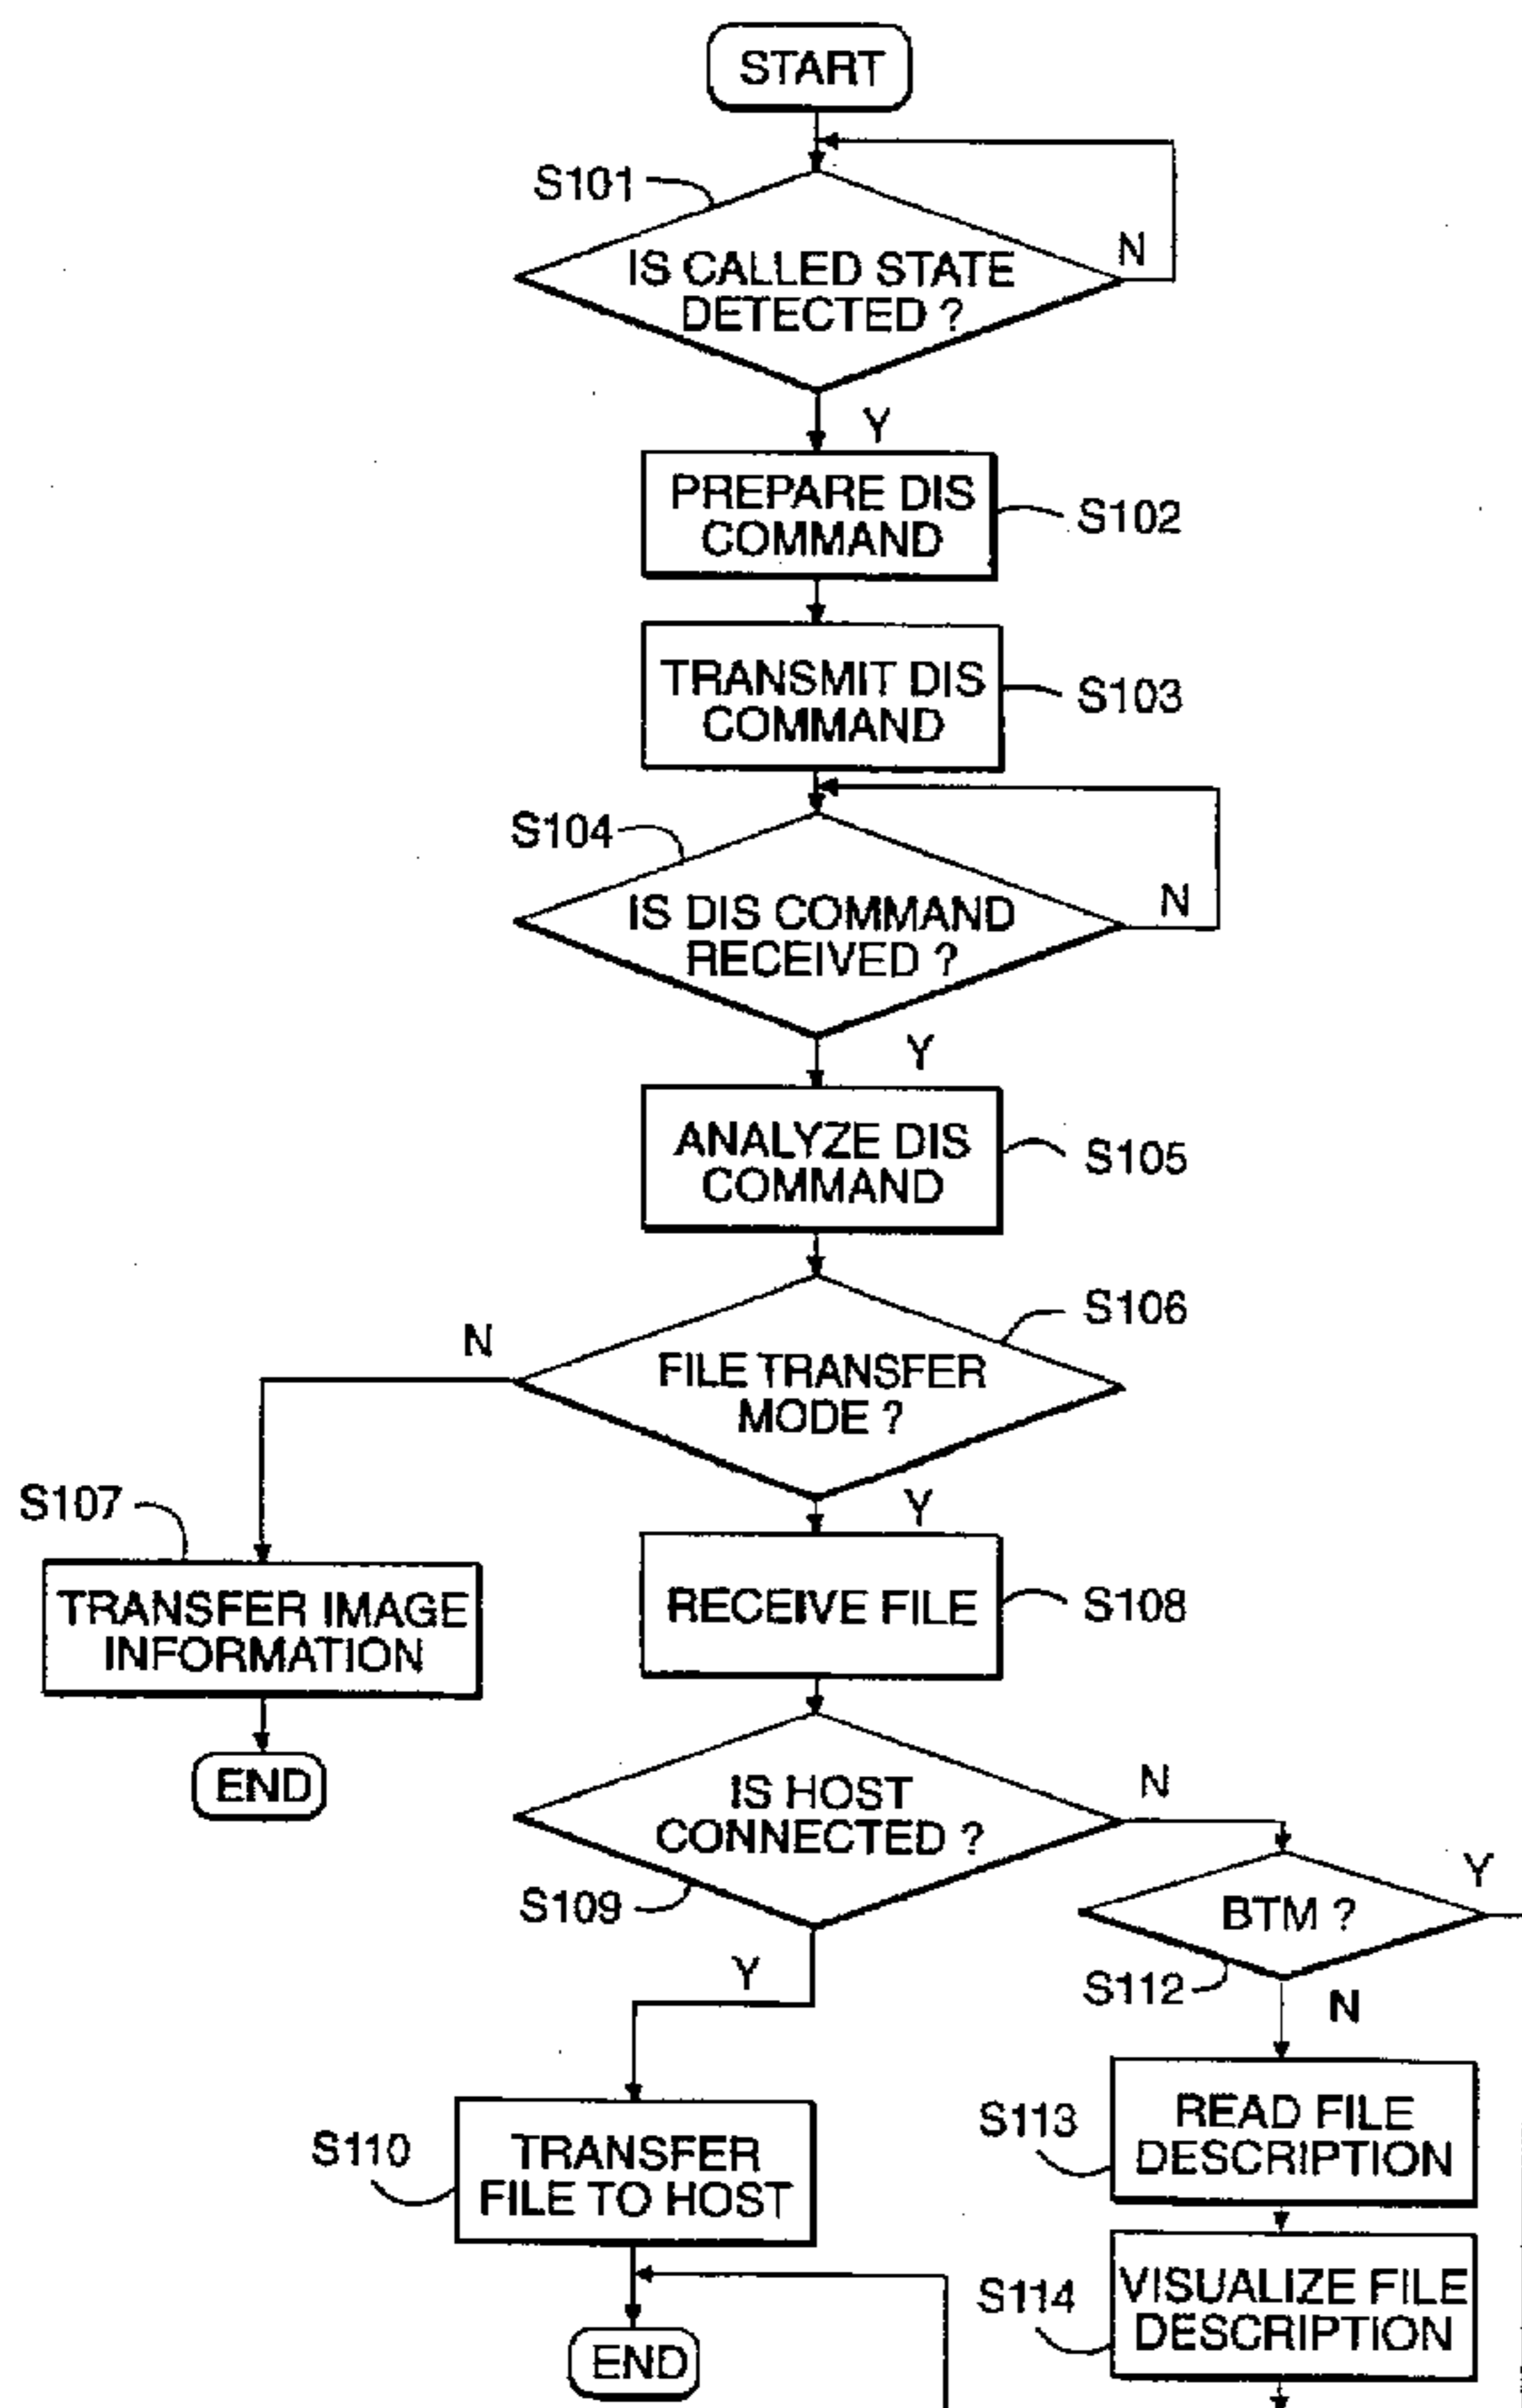 START
S101
IS CALLED STATE
DETECTED ?
N
Y
PREPARE DIS
COMMAND
S102
TRANSMIT DIS
COMMAND
S103
S104
IS DIS COMMAND
RECEIVED ?
N
Y
ANALYZE DIS
COMMAND
S105
S106
N
FILE TRANSFER
MODE ?
Y
S107
TRANSFER IMAGE
INFORMATION
END
RECEIVE FILE
S108
IS HOST
CONNECTED ?
N
S109
Y
BTM ?
Y
S112
N
S110
TRANSFER
FILE TO HOST
END
S113
READ FILE
DESCRIPTION
S114
VISUALIZE FILE
DESCRIPTION